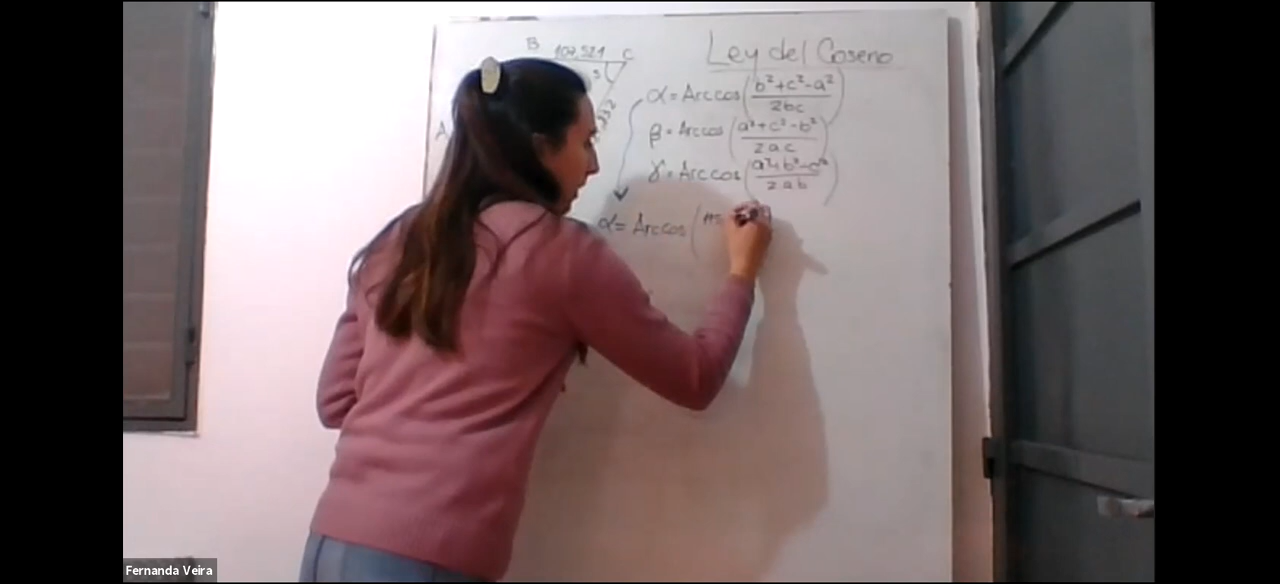 Ley del Coseno
B 107,521 C
A
α = Arccos (b²+c²-a² / 2bc)
β = Arccos (a²+c²-b² / 2ac)
γ = Arccos (a²+b²-c² / 2ab)
α = Arccos (
Fernanda Veira